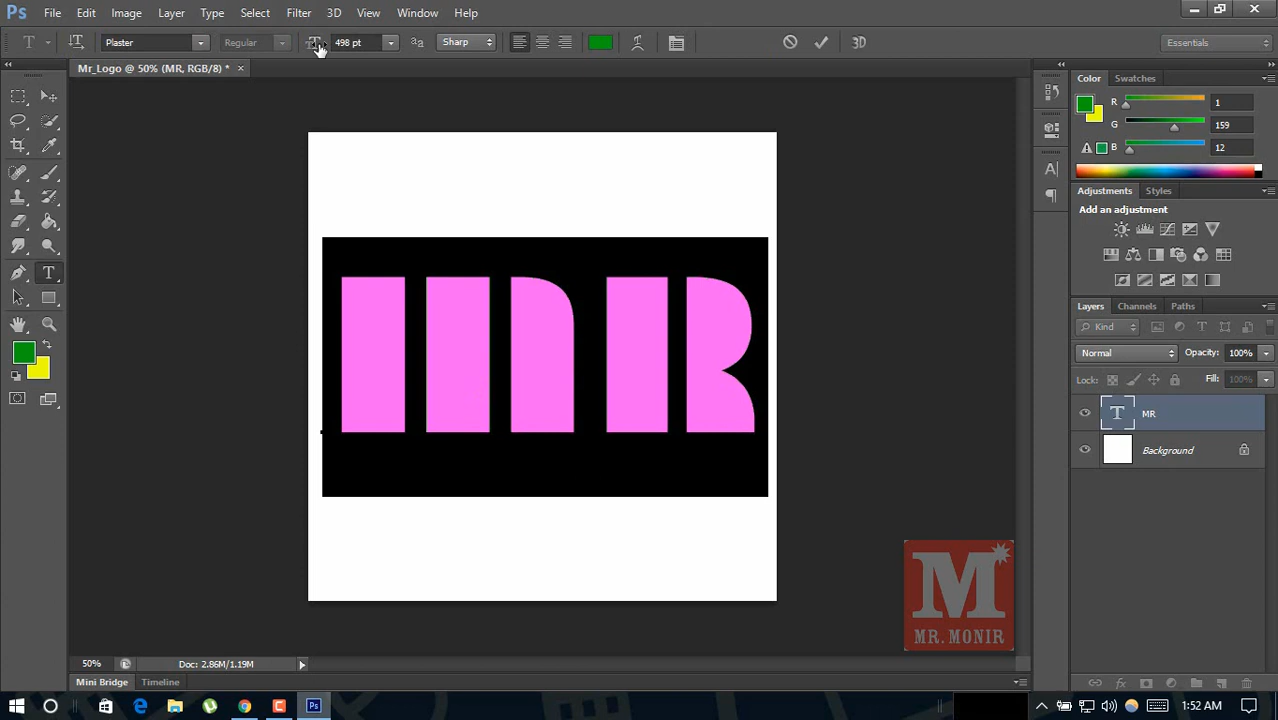 Ps File Edit Image Layer Type Select Filter 3D View Window Help
T T Plaster Regular T 498 pt aa Sharp 3D Essentials
Mr_Logo @ 50% (MR, RGB/8) * ×
Color Swatches
R 1
G 159
B 12
Adjustments Styles
Add an adjustment
Layers Channels Paths
Kind
Normal Opacity: 100%
Lock: Fill: 100%
T MR
Background
MR
M
MR. MONIR
50% Doc: 2.86M/1.19M
Mini Bridge Timeline
1:52 AM